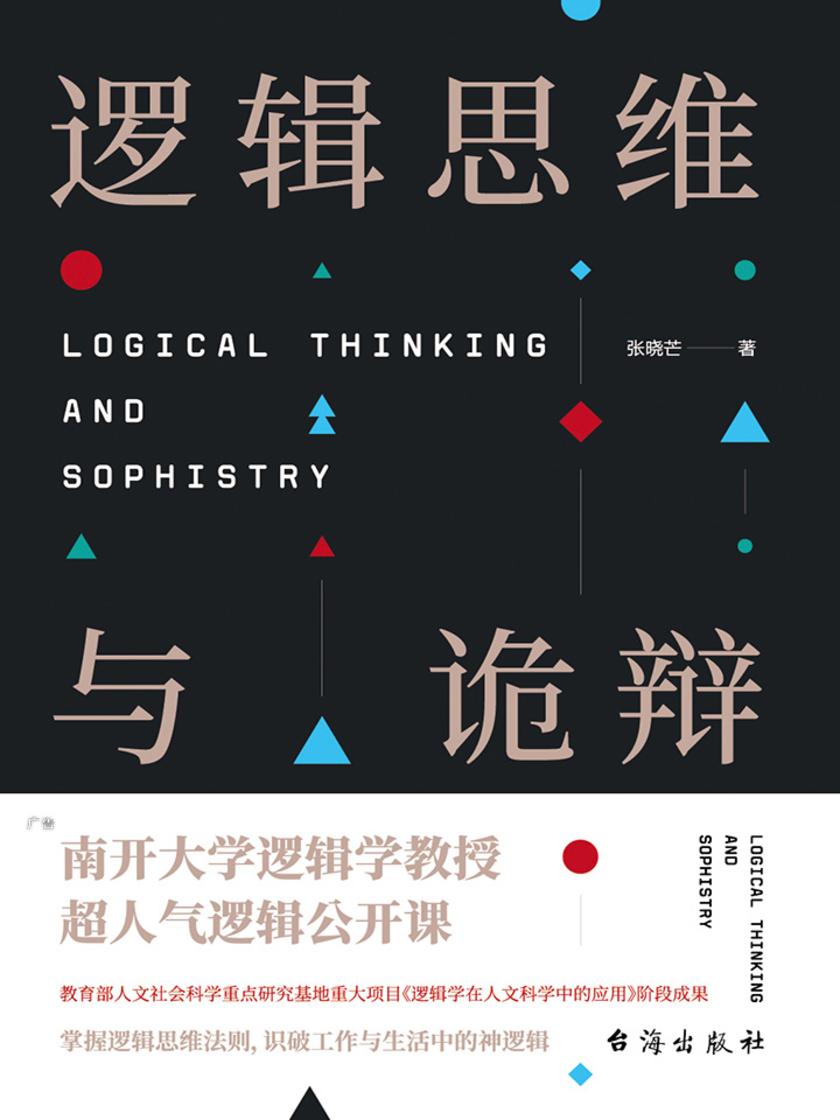 逻辑思维
LOGICAL THINKING
张晓芒——著
AND
SOPHISTRY
与诡辩
广告
南开大学逻辑学教授
超人气逻辑公开课
LOGICAL THINKING
AND
SOPHISTRY
教育部人文社会科学重点研究基地重大项目《逻辑学在人文科学中的应用》阶段成果
掌握逻辑思维法则, 识破工作与生活中的神逻辑
台海出版社